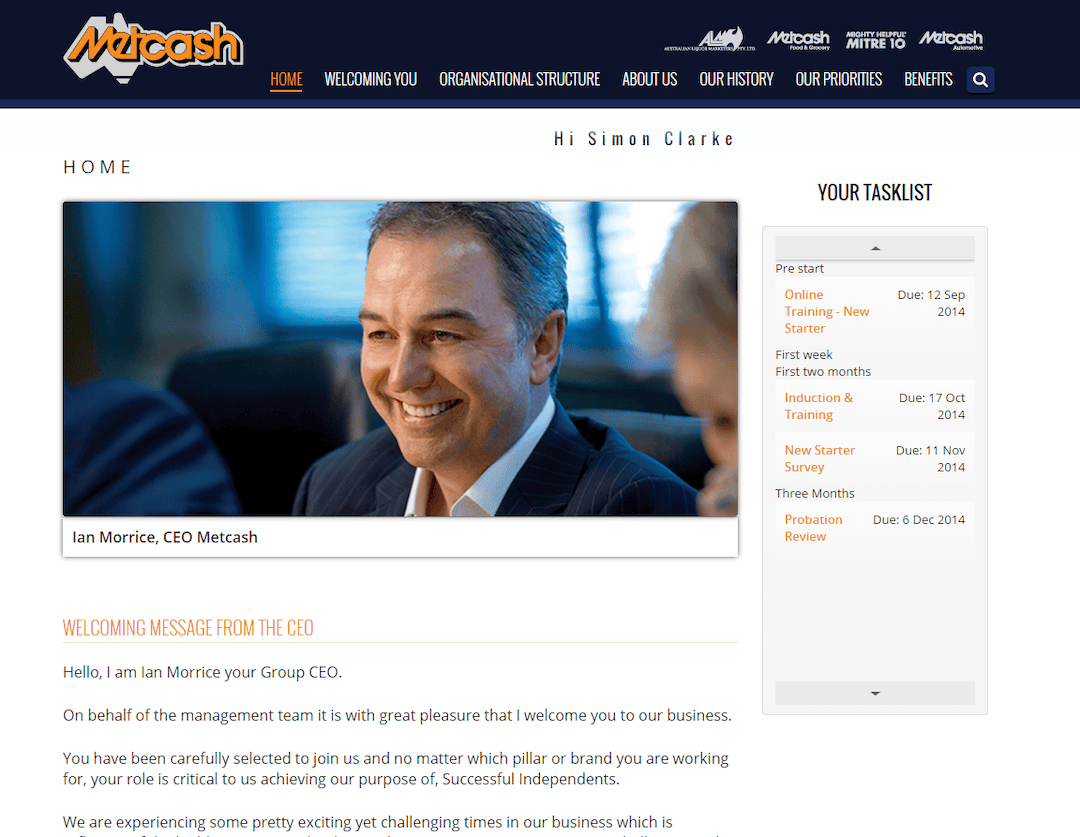 Metcash
ALM
AUSTRALIAN LIQUOR MARKETERS PTY. LTD.
Metcash
Food & Grocery
MIGHTY HELPFUL
MITRE 10
Metcash
Automotive
HOME WELCOMING YOU ORGANISATIONAL STRUCTURE ABOUT US OUR HISTORY OUR PRIORITIES BENEFITS
Hi Simon Clarke
HOME
Ian Morrice, CEO Metcash
WELCOMING MESSAGE FROM THE CEO
Hello, I am Ian Morrice your Group CEO.
On behalf of the management team it is with great pleasure that I welcome you to our business.
You have been carefully selected to join us and no matter which pillar or brand you are working
for, your role is critical to us achieving our purpose of, Successful Independents.
We are experiencing some pretty exciting yet challenging times in our business which is
YOUR TASKLIST
Pre start
Online Due: 12 Sep
Training - New 2014
Starter
First week
First two months
Induction & Due: 17 Oct
Training 2014
New Starter Due: 11 Nov
Survey 2014
Three Months
Probation Due: 6 Dec 2014
Review